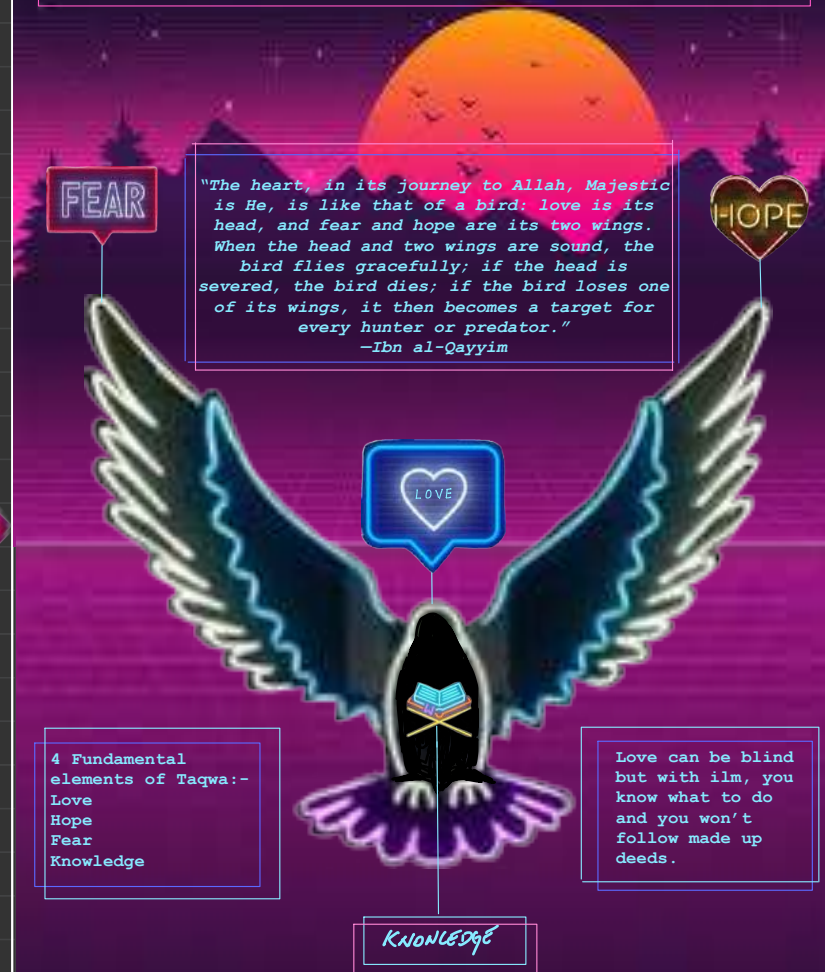 FEAR
HOPE
“The heart, in its journey to Allah, Majestic
is He, is like that of a bird: love is its
head, and fear and hope are its two wings.
When the head and two wings are sound, the
bird flies gracefully; if the head is
severed, the bird dies; if the bird loses one
of its wings, it then becomes a target for
every hunter or predator.”
—Ibn al-Qayyim
LOVE
4 Fundamental
elements of Taqwa:-
Love
Hope
Fear
Knowledge
Love can be blind
but with ilm, you
know what to do
and you won’t
follow made up
deeds.
KNOWLEDGE